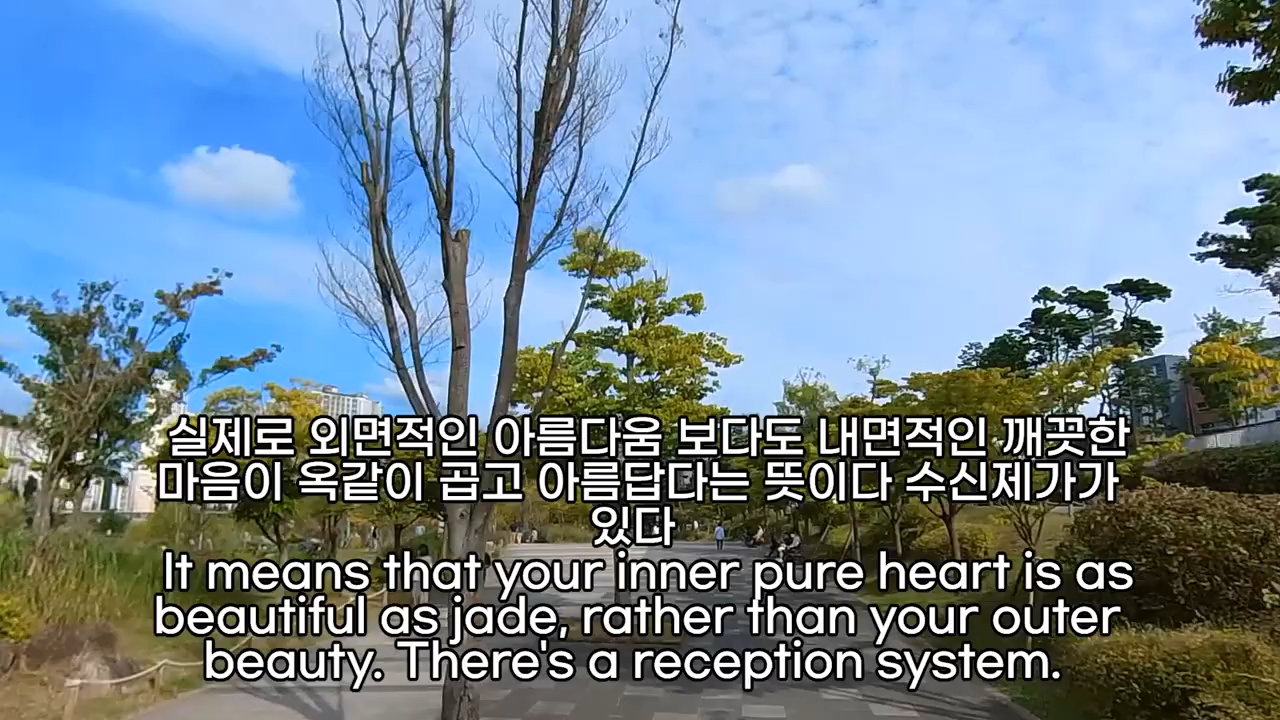 실제로 외면적인 아름다움 보다도 내면적인 깨끗한
마음이 옥같이 곱고 아름답다는 뜻이다 수신제가가
있다
It means that your inner pure heart is as
beautiful as jade, rather than your outer
beauty. There's a reception system.